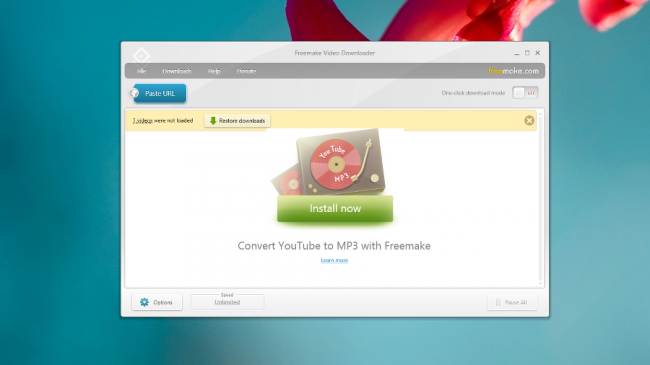 Freemake Video Downloader
File Downloads Help Donate
freemake.com
Paste URL
One-click download mode
Off
7 videos were not loaded
Restore downloads
YouTube
MP3
Install now
Convert YouTube to MP3 with Freemake
Learn more
Options
Speed
Unlimited
Pause All